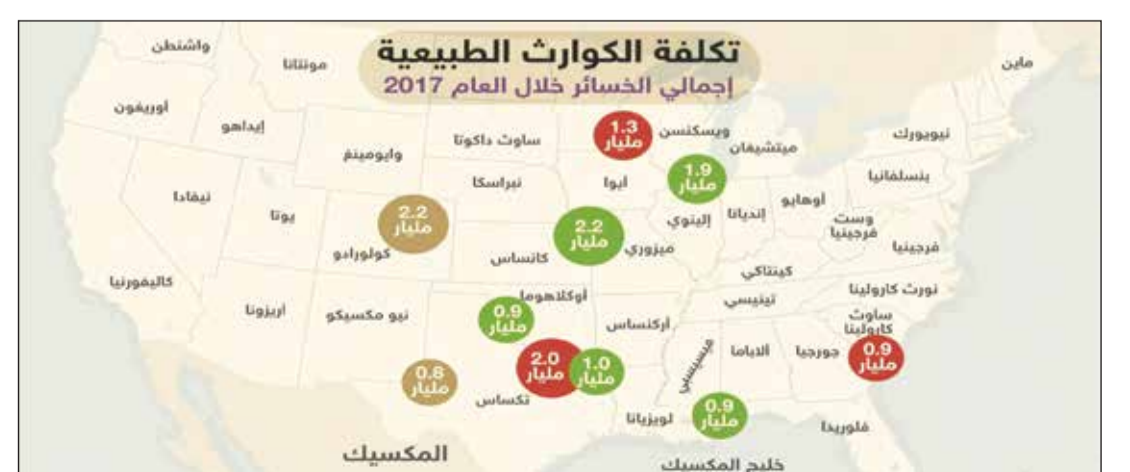 تكلفة الكوارث الطبيعية
إجمالي الخسائر خلال العام 2017
واشنطن
مونتانا
ماين
أوريغون
إيداهو
ساوث داكوتا
1.3
مليار
ويسكنسن
ميتشيغان
نيويورك
وايومينغ
نبراسكا
أيوا
1.9
مليار
بنسلفانيا
نيفادا
يوتا
2.2
مليار
كولورادو
كانساس
2.2
مليار
ميزوري
إلينوي
إنديانا
أوهايو
وست
فرجينيا
فرجينيا
كاليفورنيا
كينتاكي
نورث كارولينا
أريزونا
نيو مكسيكو
أوكلاهوما
0.9
مليار
أركنساس
تينيسي
ساوث
كارولينا
0.9
مليار
0.8
مليار
2.0
مليار
1.0
مليار
تكساس
ميسيسبي
ألاباما
جورجيا
لويزيانا
0.9
مليار
فلوريدا
المكسيك
خليج المكسيك